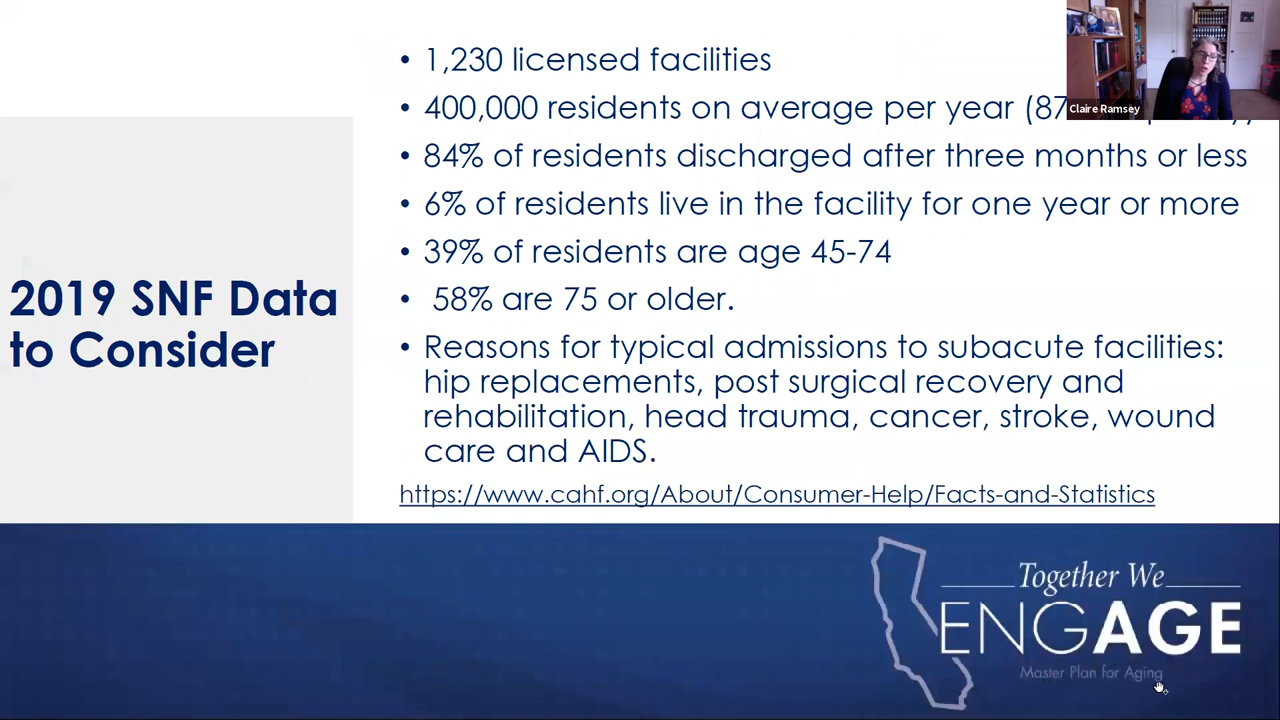 Claire Ramsey
2019 SNF Data
to Consider
• 1,230 licensed facilities
• 400,000 residents on average per year (87
• 84% of residents discharged after three months or less
• 6% of residents live in the facility for one year or more
• 39% of residents are age 45-74
• 58% are 75 or older.
• Reasons for typical admissions to subacute facilities:
hip replacements, post surgical recovery and
rehabilitation, head trauma, cancer, stroke, wound
care and AIDS.
https://www.cahf.org/About/Consumer-Help/Facts-and-Statistics
Together We
ENGAGE
Master Plan for Aging